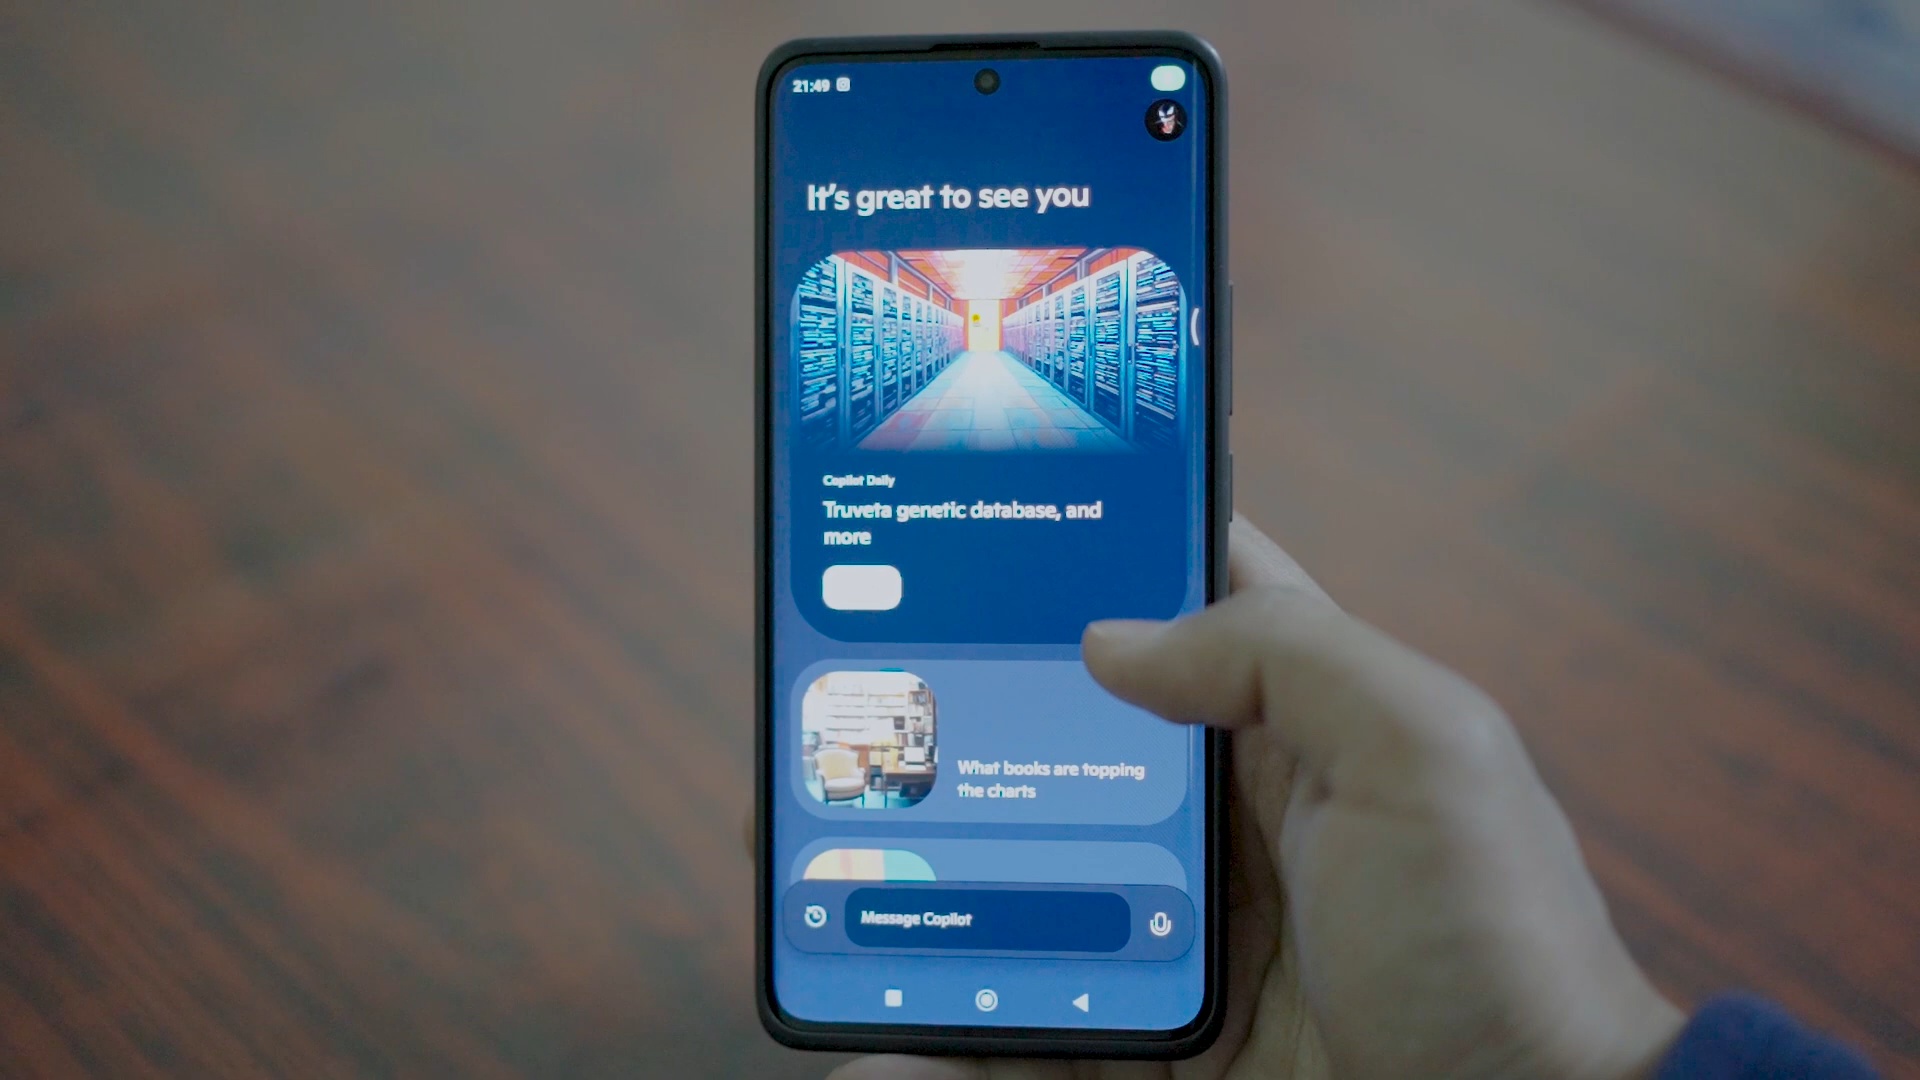 21:49
It's great to see you
Copilot Daily
Truveta genetic database, and
more
What books are topping
the charts
Message Copilot